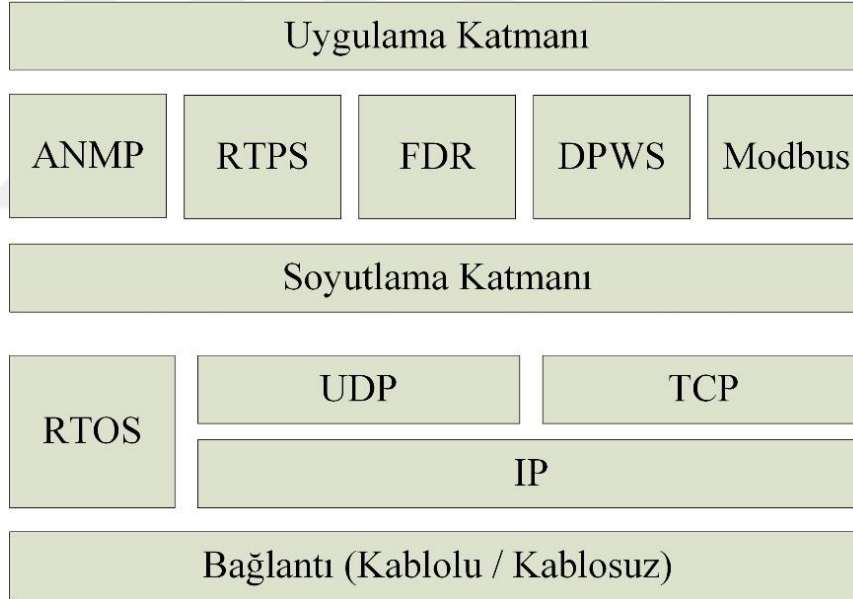 Uygulama Katmanı
ANMP RTPS FDR DPWS Modbus
Soyutlama Katmanı
RTOS
UDP TCP
IP
Bağlantı (Kablolu / Kablosuz)